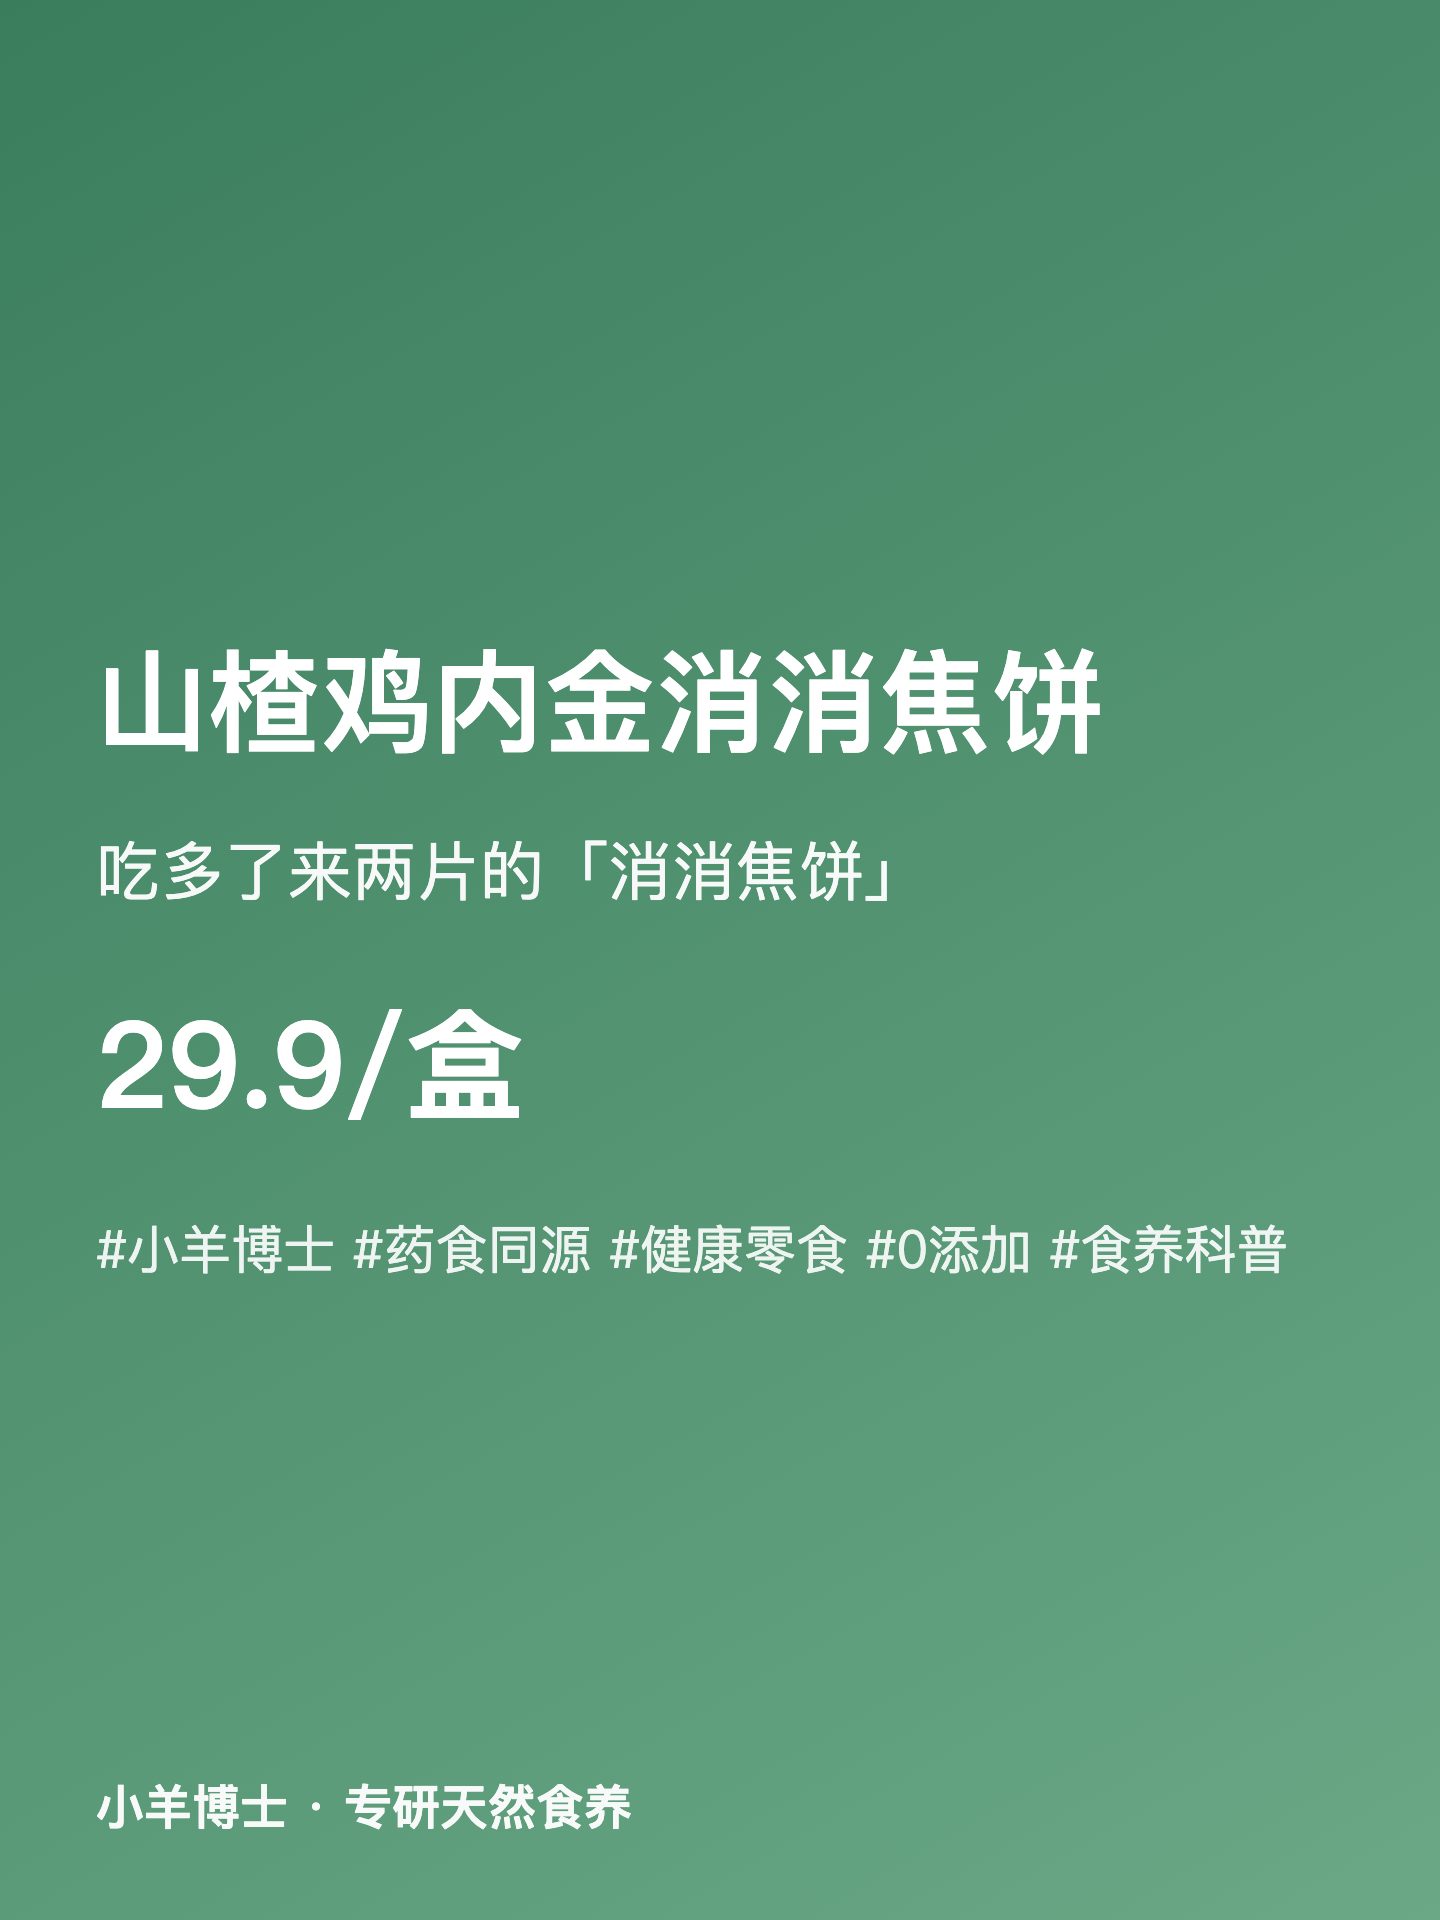 山楂鸡内金消消焦饼
吃多了来两片的「消消焦饼」
29.9/盒
#小羊博士 #药食同源 #健康零食 #0添加 #食养科普
小羊博士 · 专研天然食养